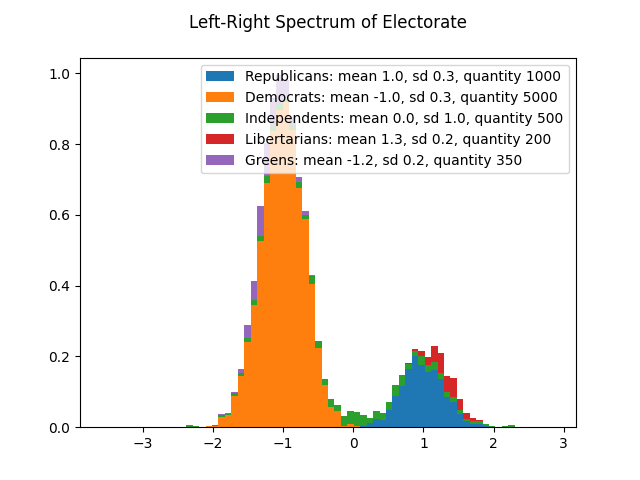 Left-Right Spectrum of Electorate
1.0
0.8
0.6
0.4
0.2
0.0
Republicans: mean 1.0, sd 0.3, quantity 1000
Democrats: mean -1.0, sd 0.3, quantity 5000
Independents: mean 0.0, sd 1.0, quantity 500
Libertarians: mean 1.3, sd 0.2, quantity 200
Greens: mean -1.2, sd 0.2, quantity 350
−3 −2 −1 0 1 2 3